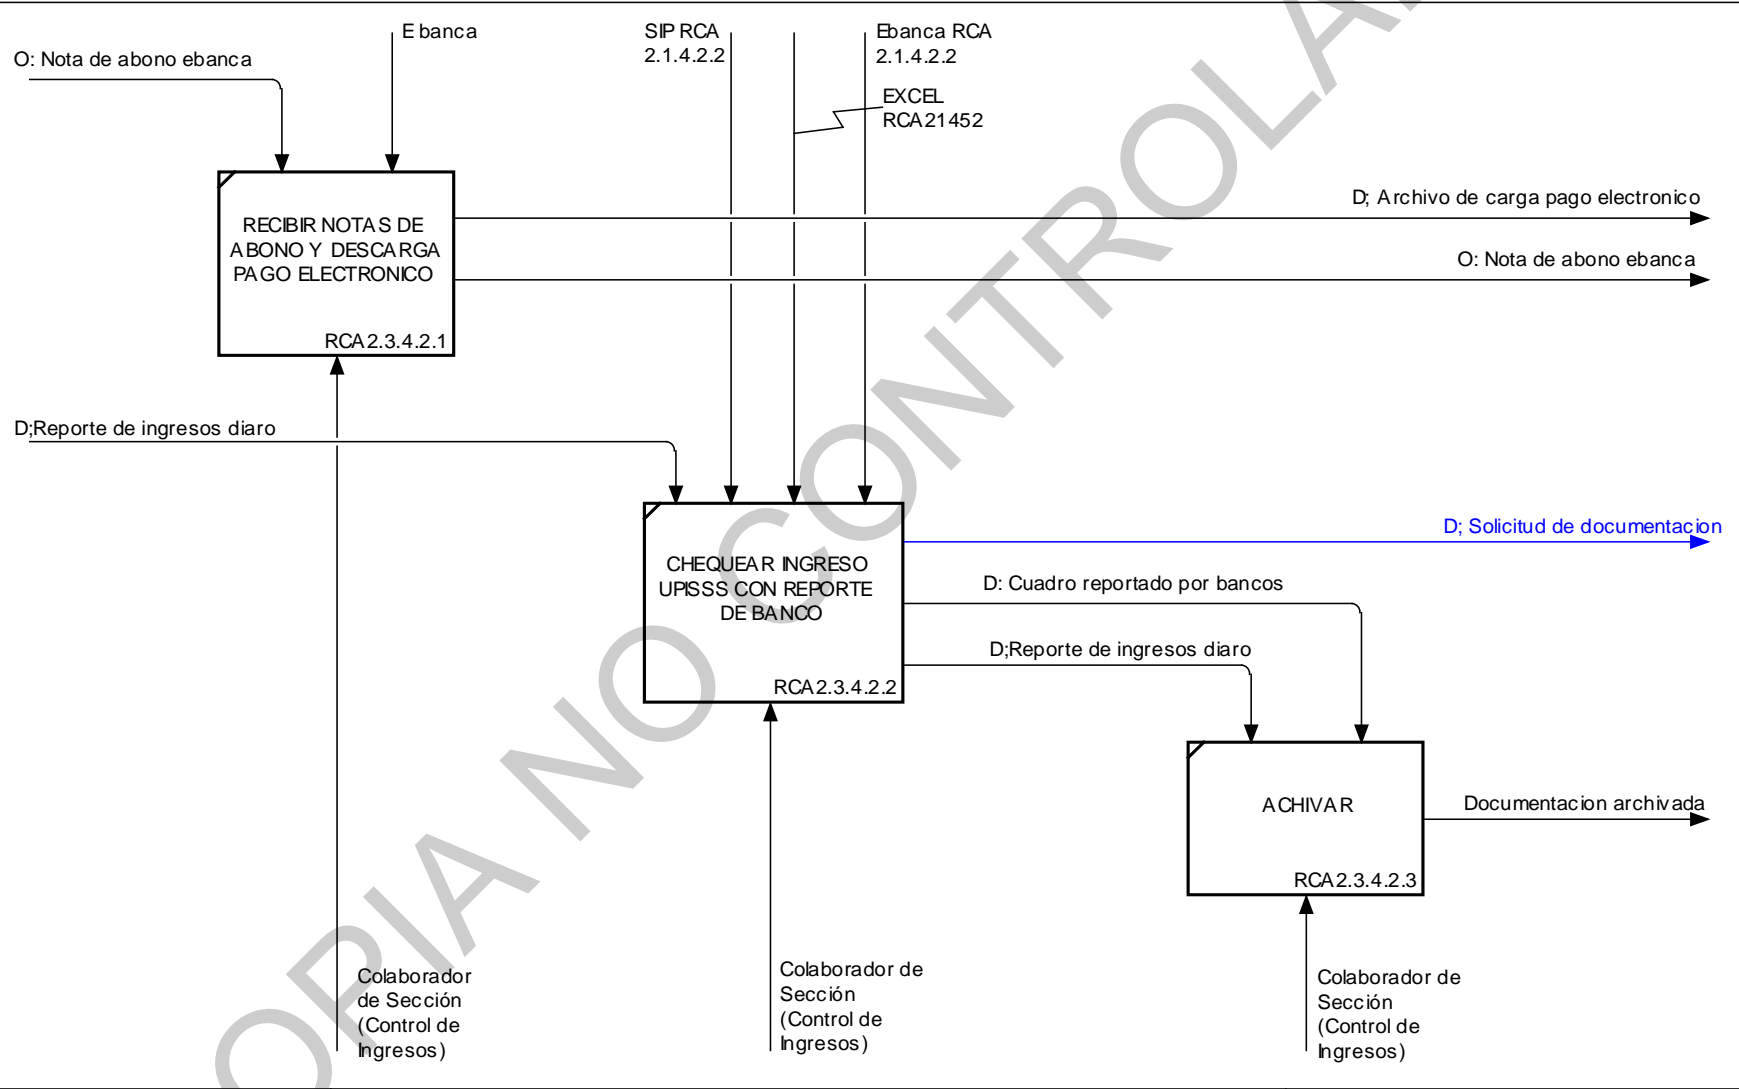 E banca
SIP RCA
2.1.4.2.2
Ebanca RCA
2.1.4.2.2
O: Nota de abono ebanca
EXCEL
RCA21452
RECIBIR NOTAS DE
ABONO Y DESCARGA
PAGO ELECTRONICO
RCA2.3.4.2.1
D; Archivo de carga pago electronico
O: Nota de abono ebanca
D;Reporte de ingresos diaro
CHEQUEAR INGRESO
UPISSS CON REPORTE
DE BANCO
RCA2.3.4.2.2
D; Solicitud de documentacion
D: Cuadro reportado por bancos
D;Reporte de ingresos diaro
ACHIVAR
RCA2.3.4.2.3
Documentacion archivada
Colaborador
de Sección
(Control de
Ingresos)
Colaborador de
Sección
(Control de
Ingresos)
Colaborador de
Sección
(Control de
Ingresos)
OPIA NO CONTROLA